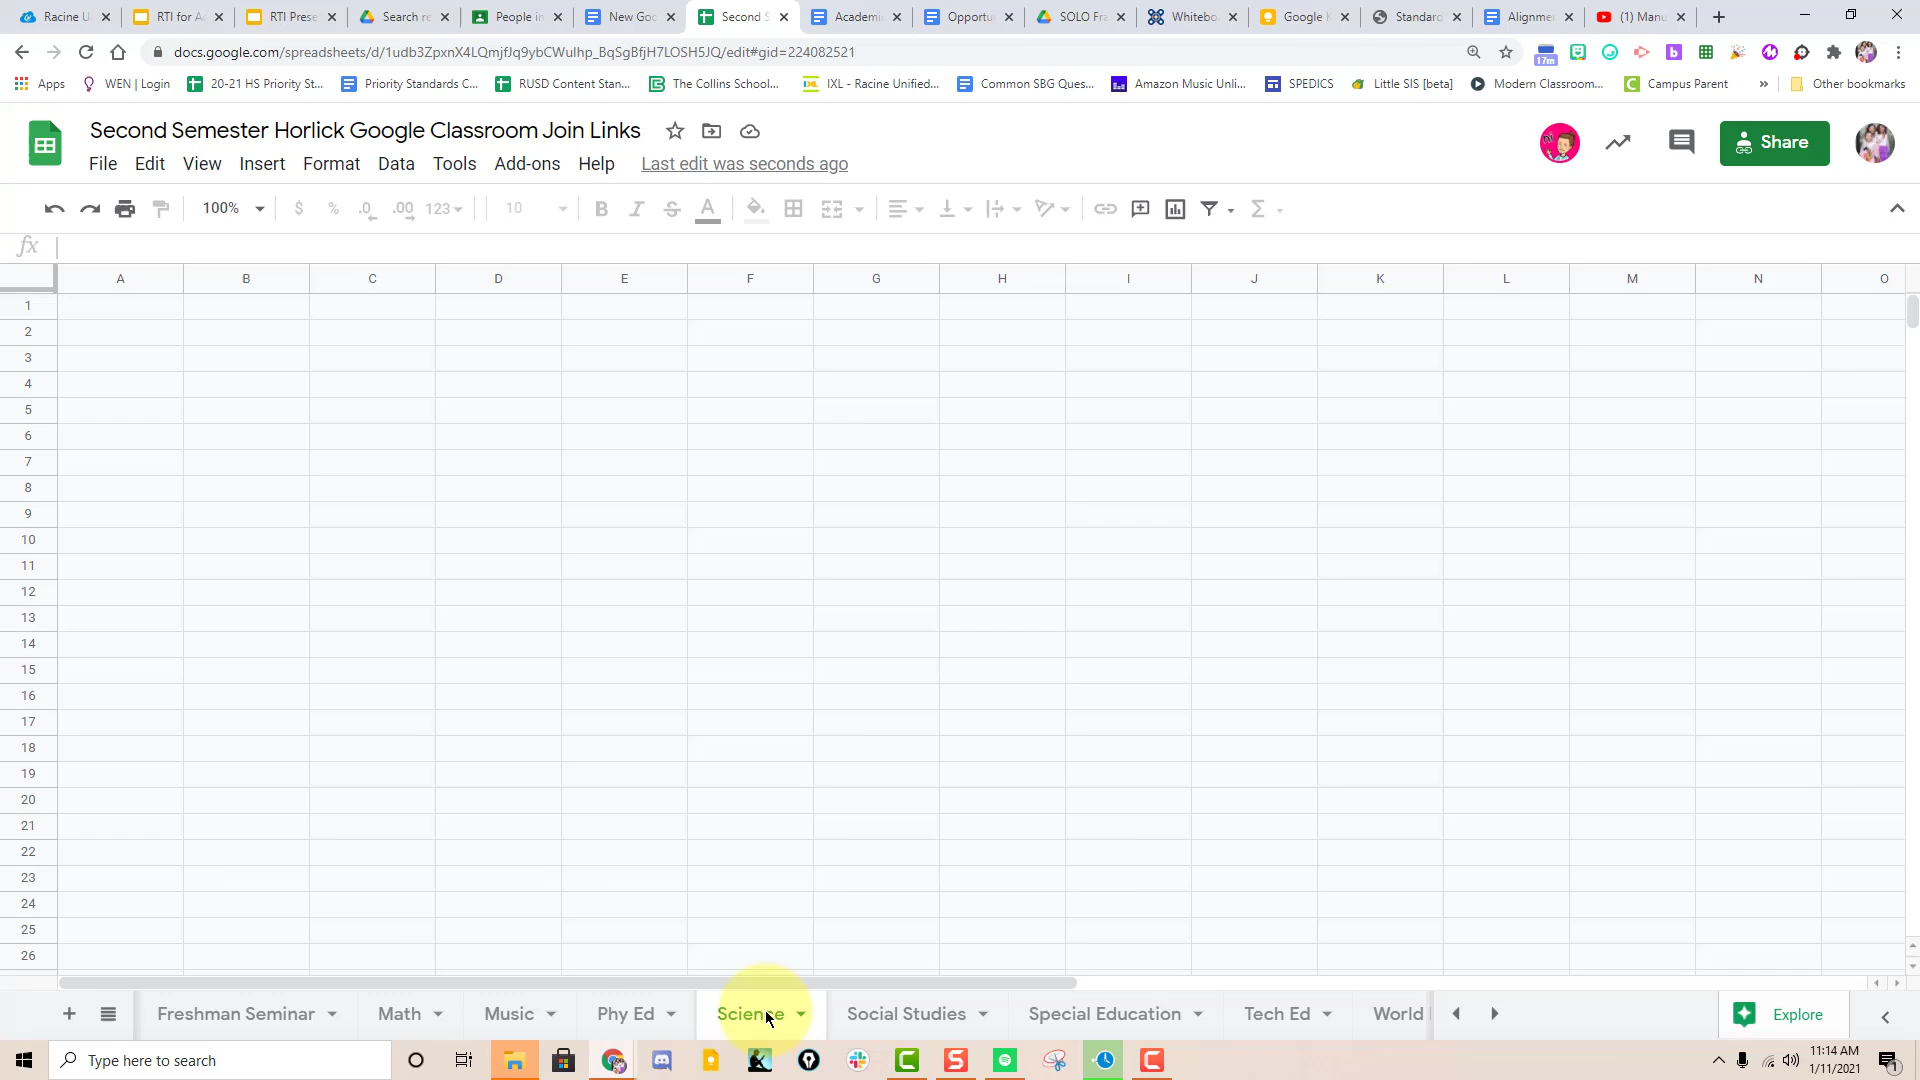 Racine U
RTI for A
RTI Prese
Search re
People in
New Goo
Second S
Academi
Opportu
SOLO Fra
Whitebo
Google K
Standard
Alignme
(1) Manu
docs.google.com/spreadsheets/d/1udb3ZpxnX4LQmjfJq9ybCWulhp_BqSgBfjH7LOSH5JQ/edit#gid=224082521
17m
Apps
WEN | Login
20-21 HS Priority St...
Priority Standards C...
RUSD Content Stan...
The Collins School...
IXL - Racine Unified...
Common SBG Ques...
Amazon Music Unli...
SPEDICS
Little SIS [beta]
Modern Classroom...
Campus Parent
»
Other bookmarks
Second Semester Horlick Google Classroom Join Links
Share
File Edit View Insert Format Data Tools Add-ons Help Last edit was seconds ago
100% $ % .0 .00 123 10 B I S A Σ
fx
A B C D E F G H I J K L M N O
1
2
3
4
5
6
7
8
9
10
11
12
13
14
15
16
17
18
19
20
21
22
23
24
25
26
Freshman Seminar Math Music Phy Ed Science Social Studies Special Education Tech Ed World Explore
Type here to search
11:14 AM
1/11/2021
1